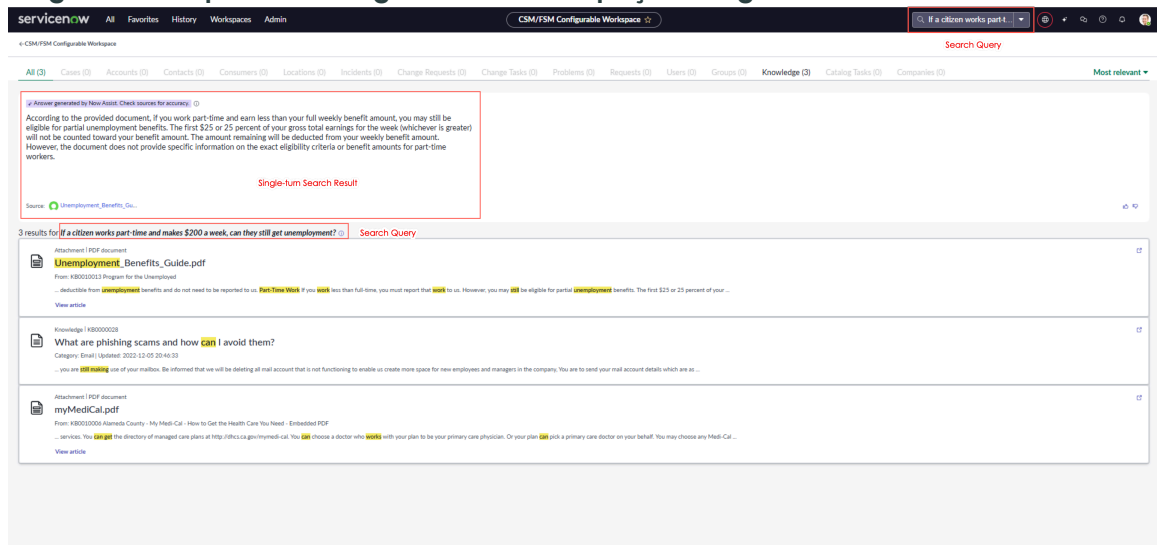 servicenow All Favorites History Workspaces Admin CSM/FSM Configurable Workspace ☆ If a citizen works part-t...
Search Query
< CSM/FSM Configurable Workspace
All (3) Cases (0) Accounts (0) Contacts (0) Consumers (0) Locations (0) Incidents (0) Change Requests (0) Change Tasks (0) Problems (0) Requests (0) Users (0) Groups (0) Knowledge (3) Catalog Tasks (0) Companies (0) Most relevant
Answer generated by Now Assist. Check sources for accuracy.
According to the provided document, if you work part-time and earn less than your full weekly benefit amount, you may still be
eligible for partial unemployment benefits. The first $25 or 25 percent of your gross total earnings for the week (whichever is greater)
will not be counted toward your benefit amount. The amount remaining will be deducted from your weekly benefit amount.
However, the document does not provide specific information on the exact eligibility criteria or benefit amounts for part-time
workers.
Single-turn Search Result
Source: Unemployment_Benefits_Gu...
3 results for If a citizen works part-time and makes $200 a week, can they still get unemployment? Search Query
Attachment | PDF document
Unemployment_Benefits_Guide.pdf
From: KB0010013 Program for the Unemployed
... deductible from unemployment benefits and do not need to be reported to us. Part-Time Work If you work less than full-time, you must report that work to us. However, you may still be eligible for partial unemployment benefits. The first $25 or 25 percent of your ...
View article
Knowledge | KB0000028
What are phishing scams and how can I avoid them?
Category: Email | Updated: 2022-12-05 20:46:33
... you are still making use of your mailbox. Be informed that we will be deleting all mail account that is not functioning to enable us create more space for new employees and managers in the company. You are to send your mail account details which are as ...
Attachment | PDF document
myMediCal.pdf
From: KB0010006 Alameda County - My Medi-Cal - How to Get the Health Care You Need - Embedded PDF
... services. You can get the directory of managed care plans at http://dhcs.ca.gov/mymedi-cal. You can choose a doctor who works with your plan to be your primary care physician. Or your plan can pick a primary care doctor on your behalf. You may choose any Medi-Cal ...
View article